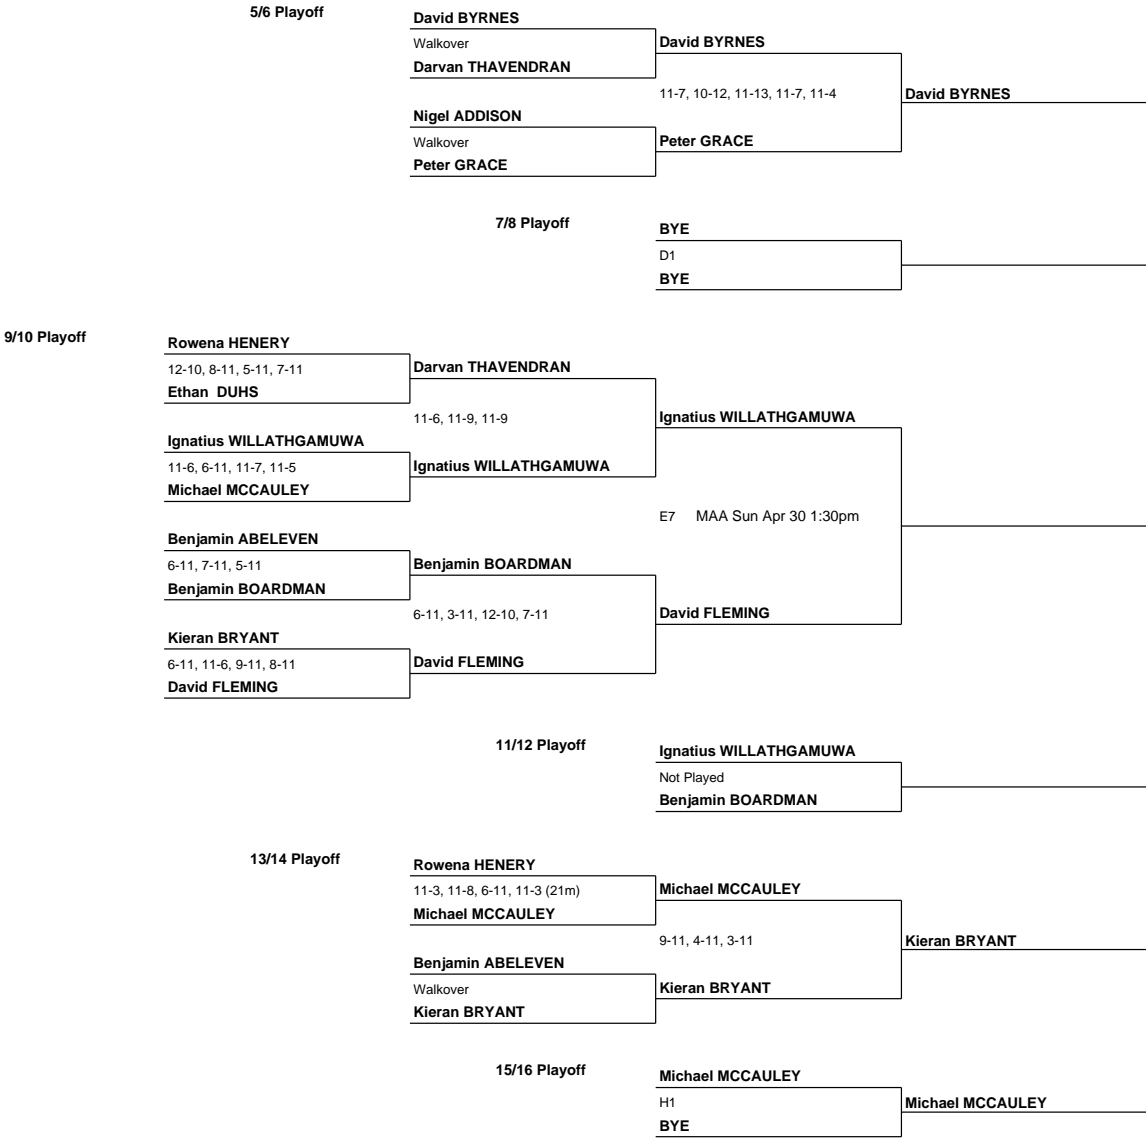 5/6 Playoff
David BYRNES
Walkover
David BYRNES
Darvan THAVENDRAN
11-7, 10-12, 11-13, 11-7, 11-4
David BYRNES
Nigel ADDISON
Walkover
Peter GRACE
Peter GRACE
7/8 Playoff
BYE
D1
BYE
9/10 Playoff
Rowena HENERY
12-10, 8-11, 5-11, 7-11
Darvan THAVENDRAN
Ethan DUHS
11-6, 11-9, 11-9
Ignatius WILLATHGAMUWA
Ignatius WILLATHGAMUWA
11-6, 6-11, 11-7, 11-5
Ignatius WILLATHGAMUWA
Michael MCCAULEY
E7 MAA Sun Apr 30 1:30pm
Benjamin ABELEVEN
6-11, 7-11, 5-11
Benjamin BOARDMAN
Benjamin BOARDMAN
6-11, 3-11, 12-10, 7-11
David FLEMING
Kieran BRYANT
6-11, 11-6, 9-11, 8-11
David FLEMING
David FLEMING
11/12 Playoff
Ignatius WILLATHGAMUWA
Not Played
Benjamin BOARDMAN
13/14 Playoff
Rowena HENERY
11-3, 11-8, 6-11, 11-3 (21m)
Michael MCCAULEY
Michael MCCAULEY
9-11, 4-11, 3-11
Kieran BRYANT
Benjamin ABELEVEN
Walkover
Kieran BRYANT
Kieran BRYANT
15/16 Playoff
Michael MCCAULEY
H1
Michael MCCAULEY
BYE